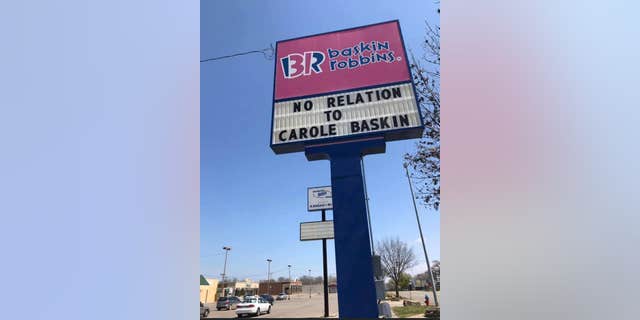 BR baskin
robbins.
NO RELATION
TO
CAROLE BASKIN